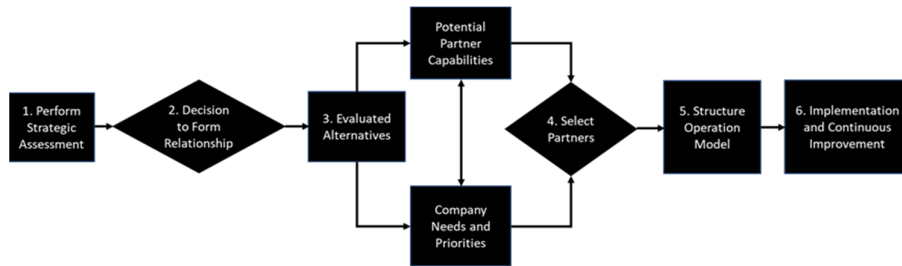 1. Perform
Strategic
Assessment
2. Decision
to Form
Relationship
3. Evaluated
Alternatives
Potential
Partner
Capabilities
Company
Needs and
Priorities
4. Select
Partners
5. Structure
Operation
Model
6. Implementation
and Continuous
Improvement